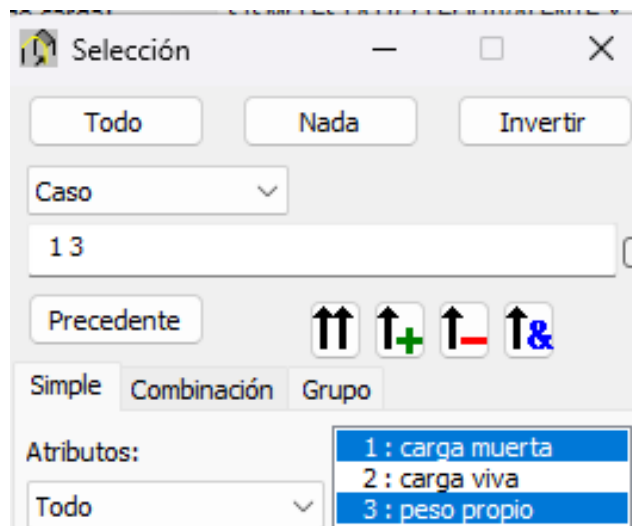 Selección
Todo Nada Invertir
Caso
1 3
Precedente
&
Simple Combinación Grupo
Atributos: 1 : carga muerta
2 : carga viva
Todo 3 : peso propio